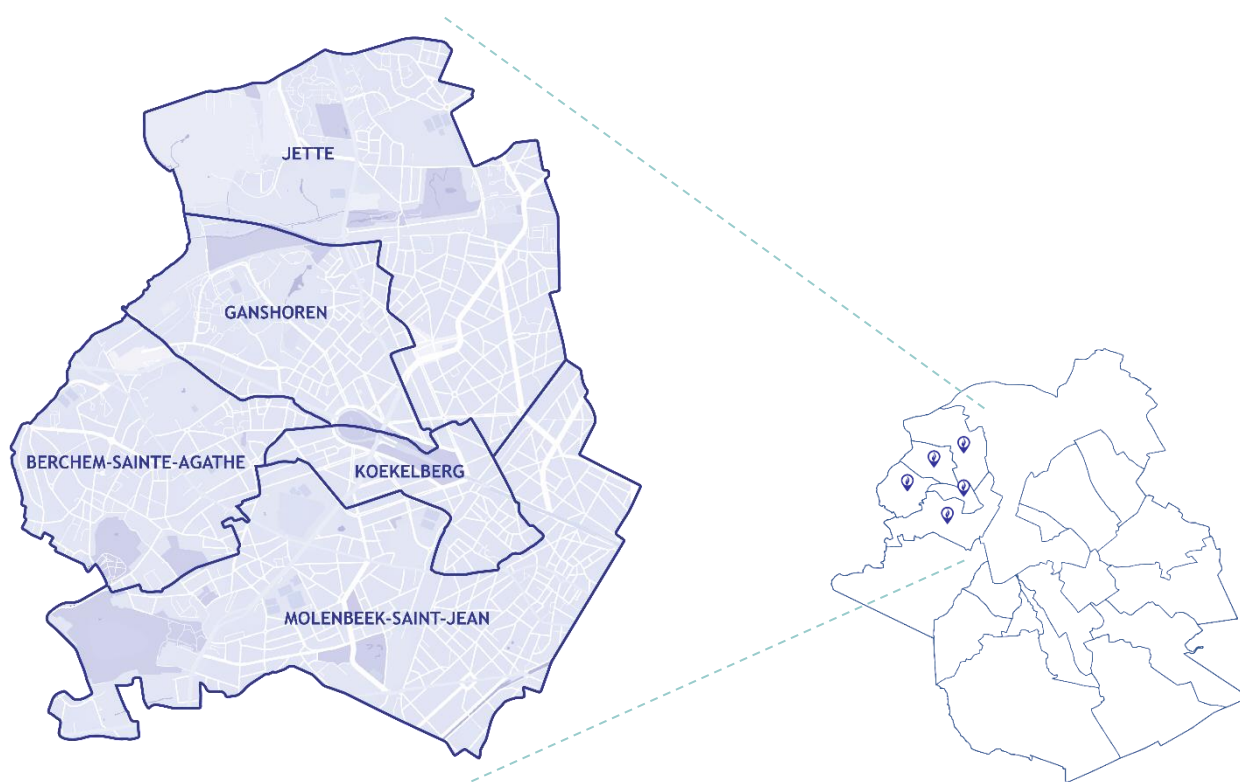 JETTE
GANSHOREN
BERCHEM-SAINTE-AGATHE
KOEKELBERG
MOLENBEEK-SAINT-JEAN